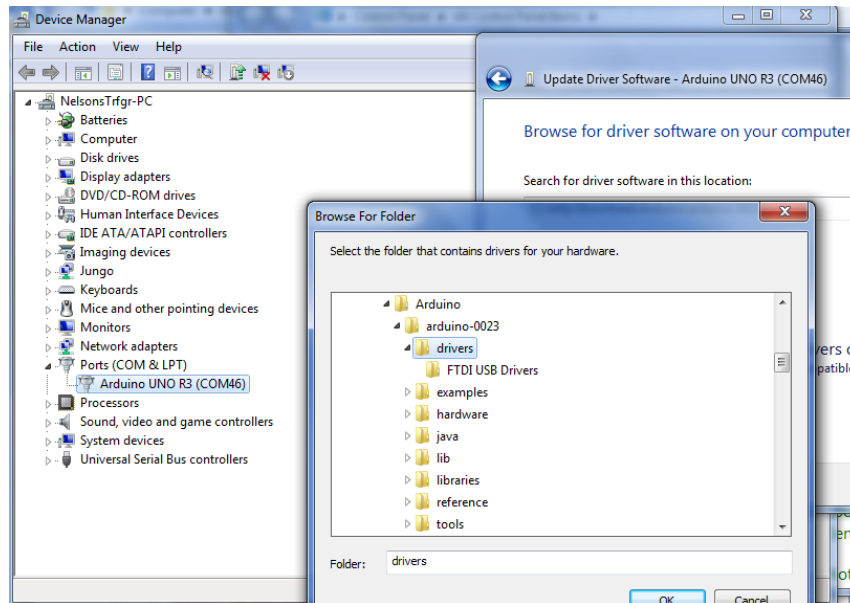 Device Manager
File Action View Help
NelsonsTrfgr-PC
Batteries
Computer
Disk drives
Display adapters
DVD/CD-ROM drives
Human Interface Devices
IDE ATA/ATAPI controllers
Imaging devices
Jungo
Keyboards
Mice and other pointing devices
Monitors
Network adapters
Ports (COM & LPT)
Arduino UNO R3 (COM46)
Processors
Sound, video and game controllers
System devices
Universal Serial Bus controllers
Update Driver Software - Arduino UNO R3 (COM46)
Browse for driver software on your computer
Search for driver software in this location:
Browse For Folder
Select the folder that contains drivers for your hardware.
Arduino
arduino-0023
drivers
FTDI USB Drivers
examples
hardware
java
lib
libraries
reference
tools
Folder: drivers
OK Cancel